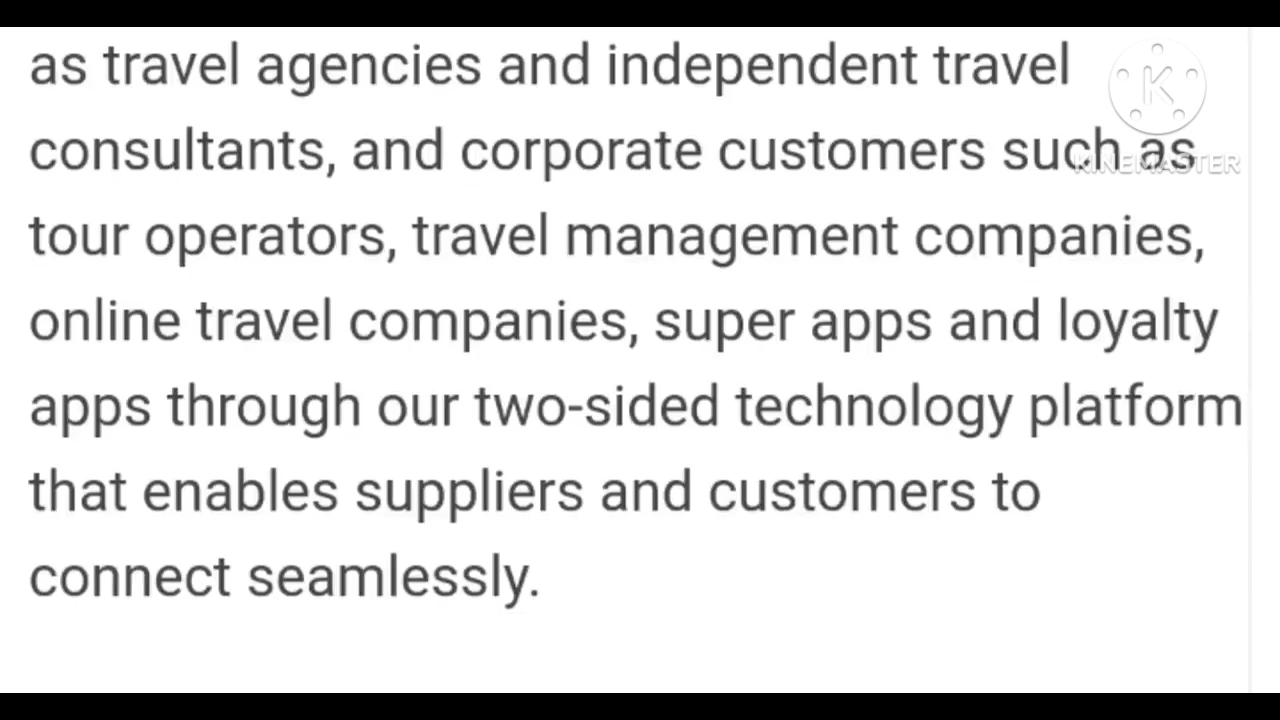 as travel agencies and independent travel
K
consultants, and corporate customers such as
KINEMASTER
tour operators, travel management companies,
online travel companies, super apps and loyalty
apps through our two-sided technology platform
that enables suppliers and customers to
connect seamlessly.